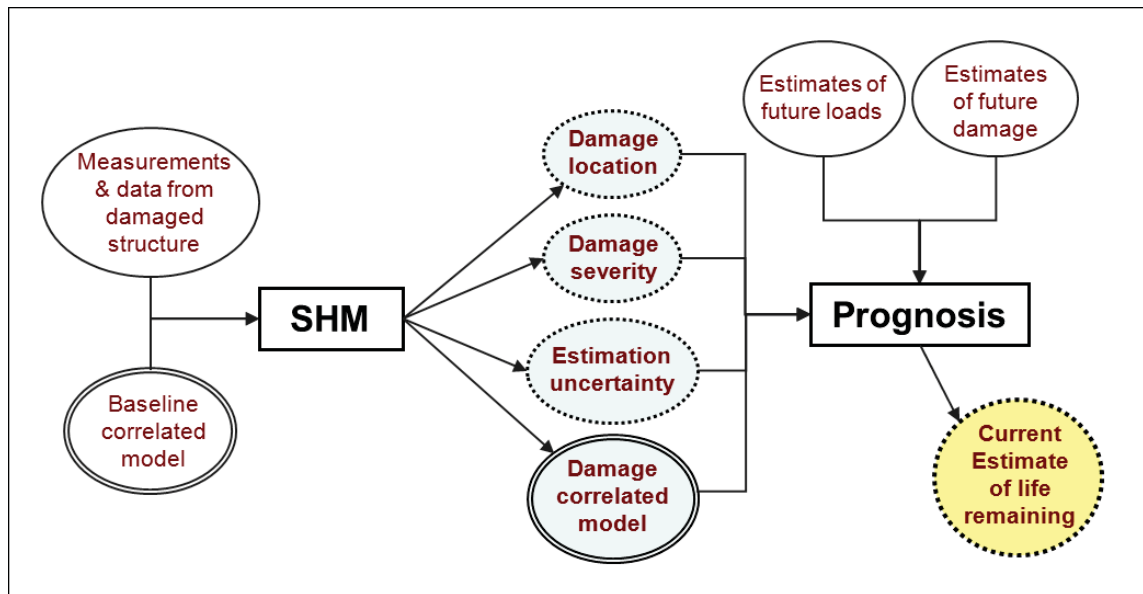 Measurements
& data from
damaged
structure
Baseline
correlated
model
SHM
Damage
location
Damage
severity
Estimation
uncertainty
Damage
correlated
model
Estimates of
future loads
Estimates
of future
damage
Prognosis
Current
Estimate
of life
remaining